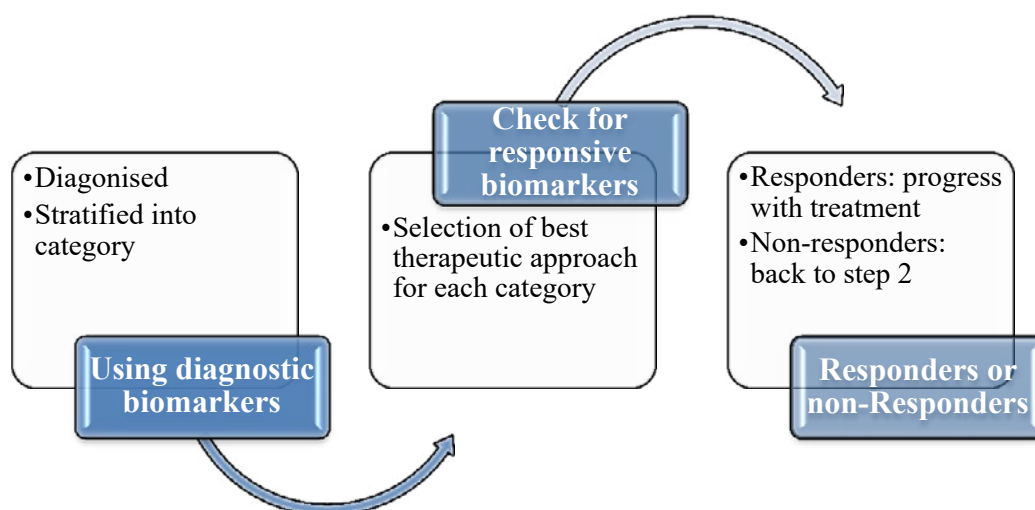 •Diagonised
•Stratified into
category
Using diagnostic
biomarkers
Check for
responsive
biomarkers
•Selection of best
therapeutic approach
for each category
•Responders: progress
with treatment
•Non-responders:
back to step 2
Responders or
non-Responders